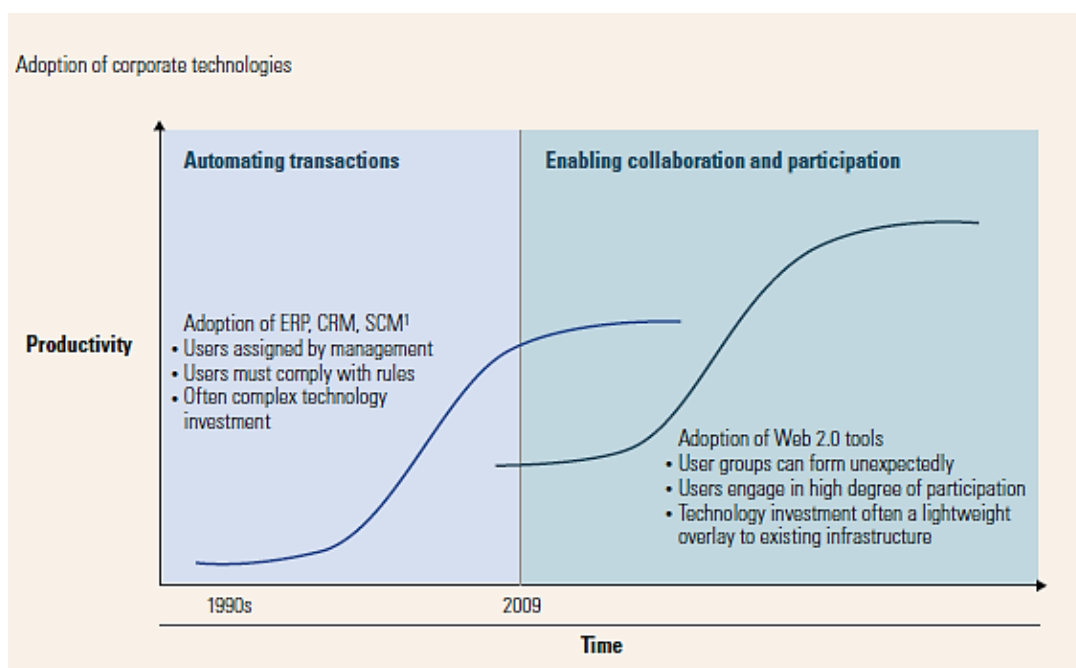 Adoption of corporate technologies
Automating transactions
Enabling collaboration and participation
Productivity
Adoption of ERP, CRM, SCM¹
• Users assigned by management
• Users must comply with rules
• Often complex technology
investment
Adoption of Web 2.0 tools
• User groups can form unexpectedly
• Users engage in high degree of participation
• Technology investment often a lightweight
overlay to existing infrastructure
1990s
2009
Time